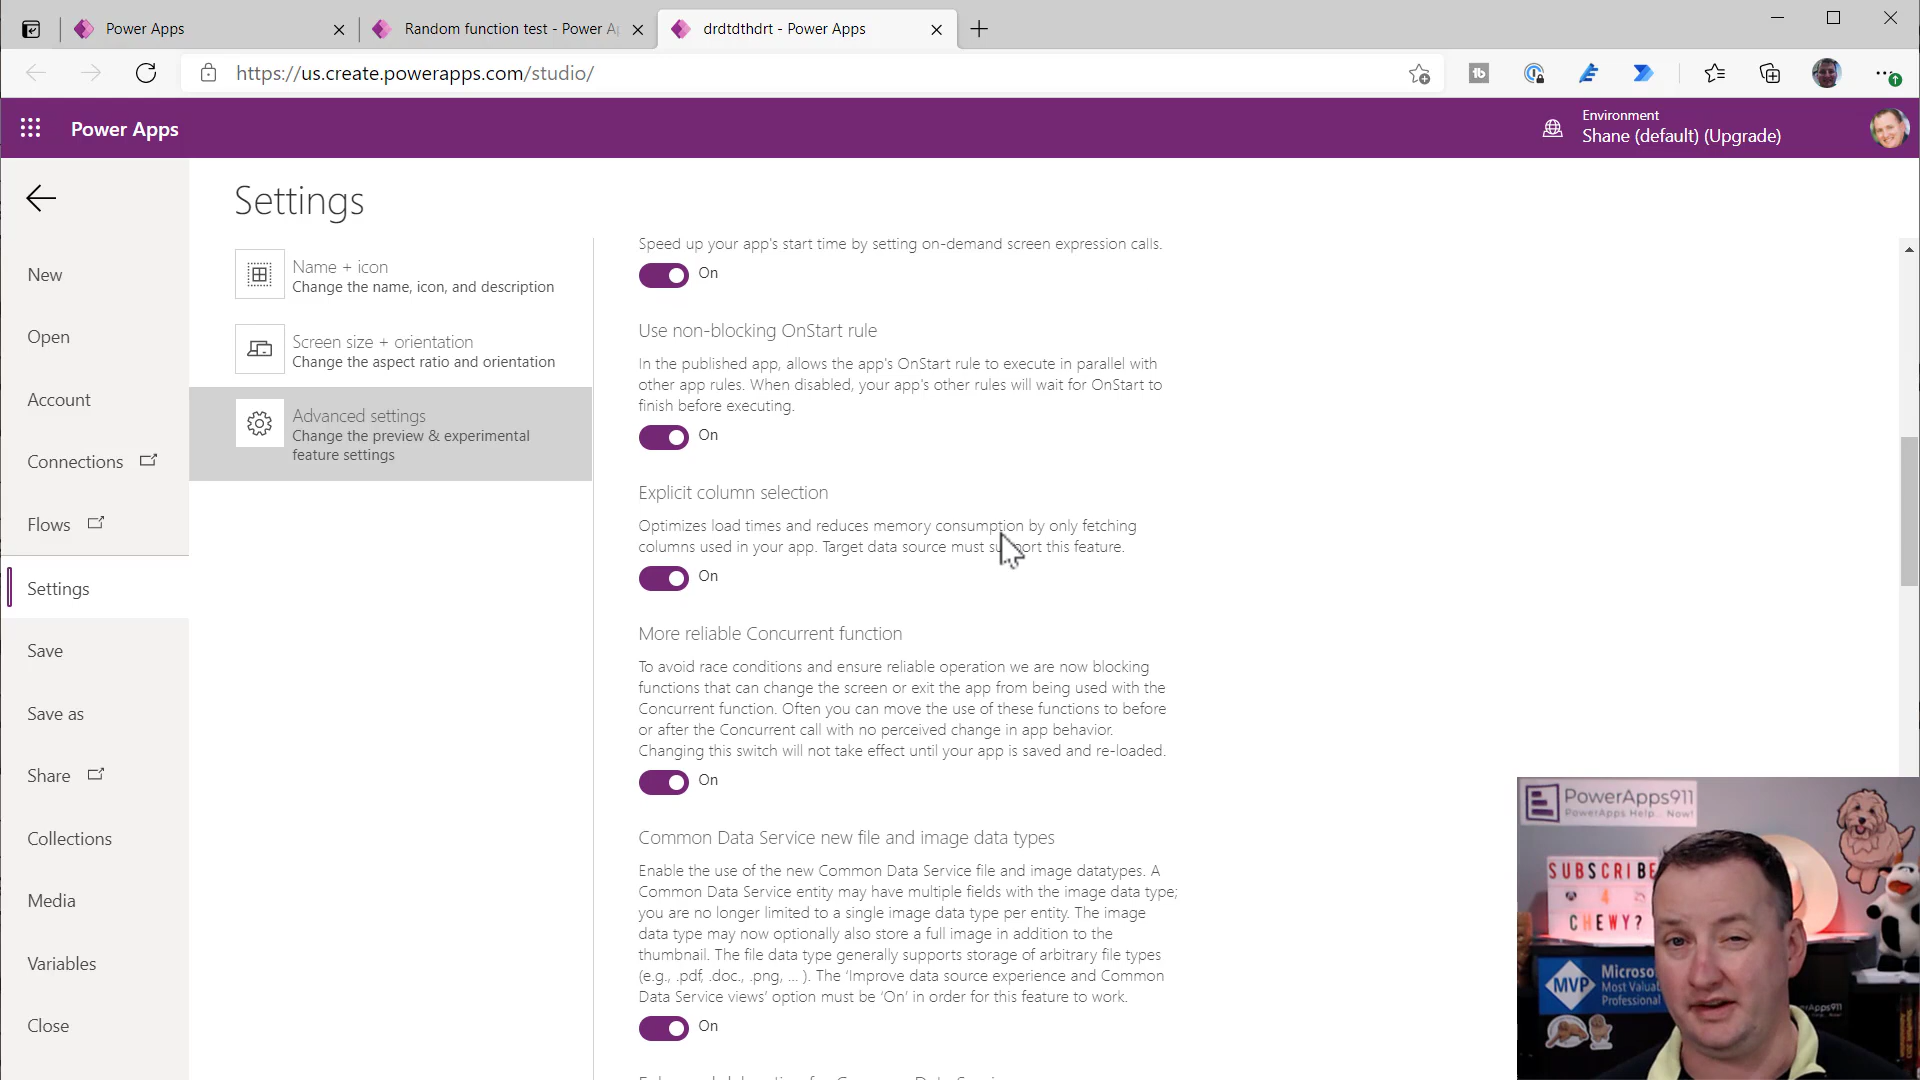 Power Apps
Random function test - Power A
drdtdthdrt - Power Apps
https://us.create.powerapps.com/studio/
Power Apps
Environment
Shane (default) (Upgrade)
Settings
New
Open
Account
Connections
Flows
Settings
Save
Save as
Share
Collections
Media
Variables
Close
Name + icon
Change the name, icon, and description
Screen size + orientation
Change the aspect ratio and orientation
Advanced settings
Change the preview & experimental
feature settings
Speed up your app's start time by setting on-demand screen expression calls.
On
Use non-blocking OnStart rule
In the published app, allows the app's OnStart rule to execute in parallel with
other app rules. When disabled, your app's other rules will wait for OnStart to
finish before executing.
On
Explicit column selection
Optimizes load times and reduces memory consumption by only fetching
columns used in your app. Target data source must support this feature.
On
More reliable Concurrent function
To avoid race conditions and ensure reliable operation we are now blocking
functions that can change the screen or exit the app from being used with the
Concurrent function. Often you can move the use of these functions to before
or after the Concurrent call with no perceived change in app behavior.
Changing this switch will not take effect until your app is saved and re-loaded.
On
Common Data Service new file and image data types
Enable the use of the new Common Data Service file and image datatypes. A
Common Data Service entity may have multiple fields with the image data type;
you are no longer limited to a single image data type per entity. The image
data type may now optionally also store a full image in addition to the
thumbnail. The file data type generally supports storage of arbitrary file types
(e.g., .pdf, .doc., .png, ... ). The 'Improve data source experience and Common
Data Service views' option must be 'On' in order for this feature to work.
On
PowerApps911
PowerApps Help... Now!
SUBSCRIBE
4
CHEWY?
MVP
Microso
Most Valua
Professional